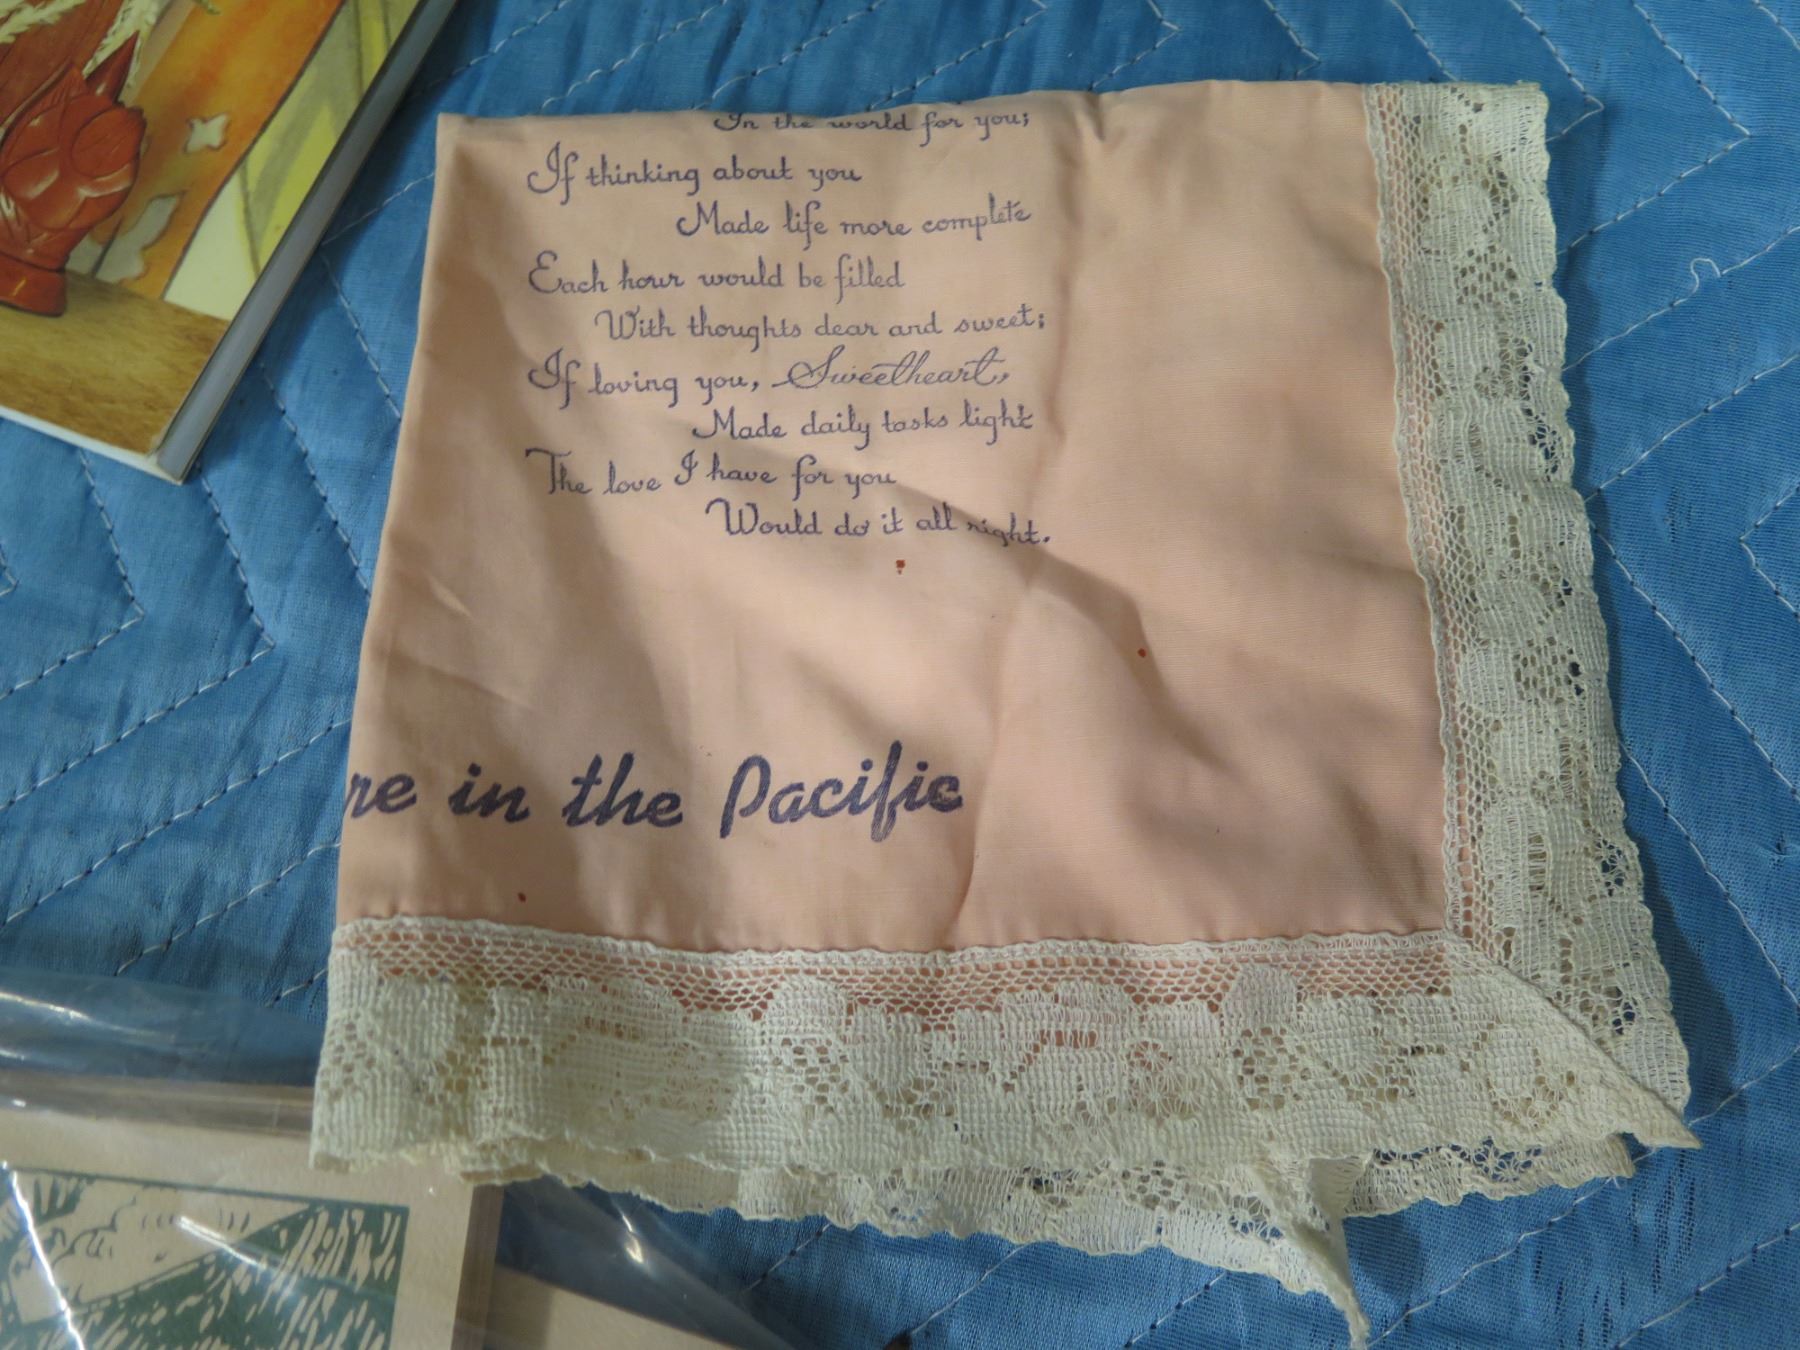 In the world for you;
If thinking about you
Made life more complete
Each hour would be filled
With thoughts dear and sweet;
If loving you, Sweetheart,
Made daily tasks light
The love I have for you
Would do it all right.
re in the Pacific